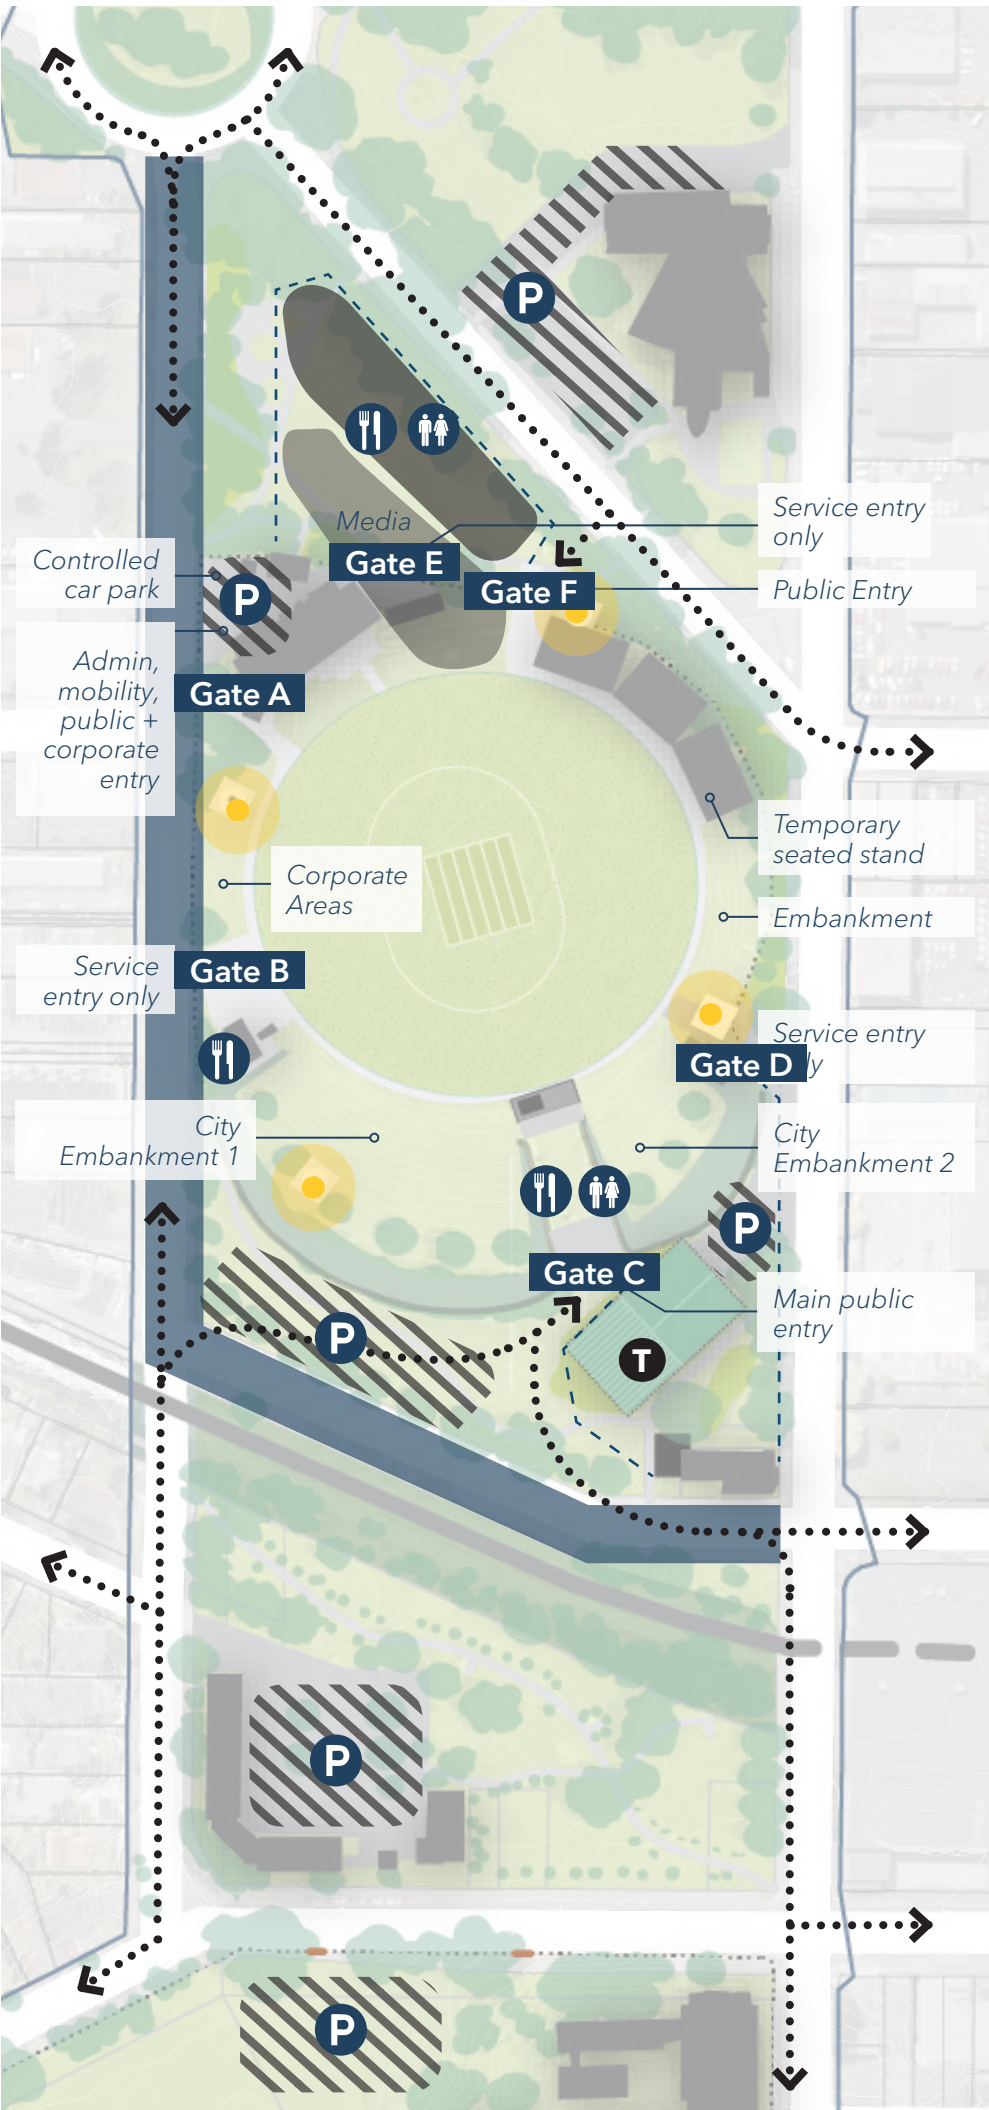 P
Media
Gate E
Service entry
only
Gate F
Public Entry
Controlled
car park
P
Admin,
mobility,
public +
corporate
entry
Gate A
Temporary
seated stand
Corporate
Areas
Embankment
Service
entry only
Gate B
Service entry
ly
Gate D
City
Embankment 1
City
Embankment 2
P
Gate C
Main public
entry
P
T
P
P